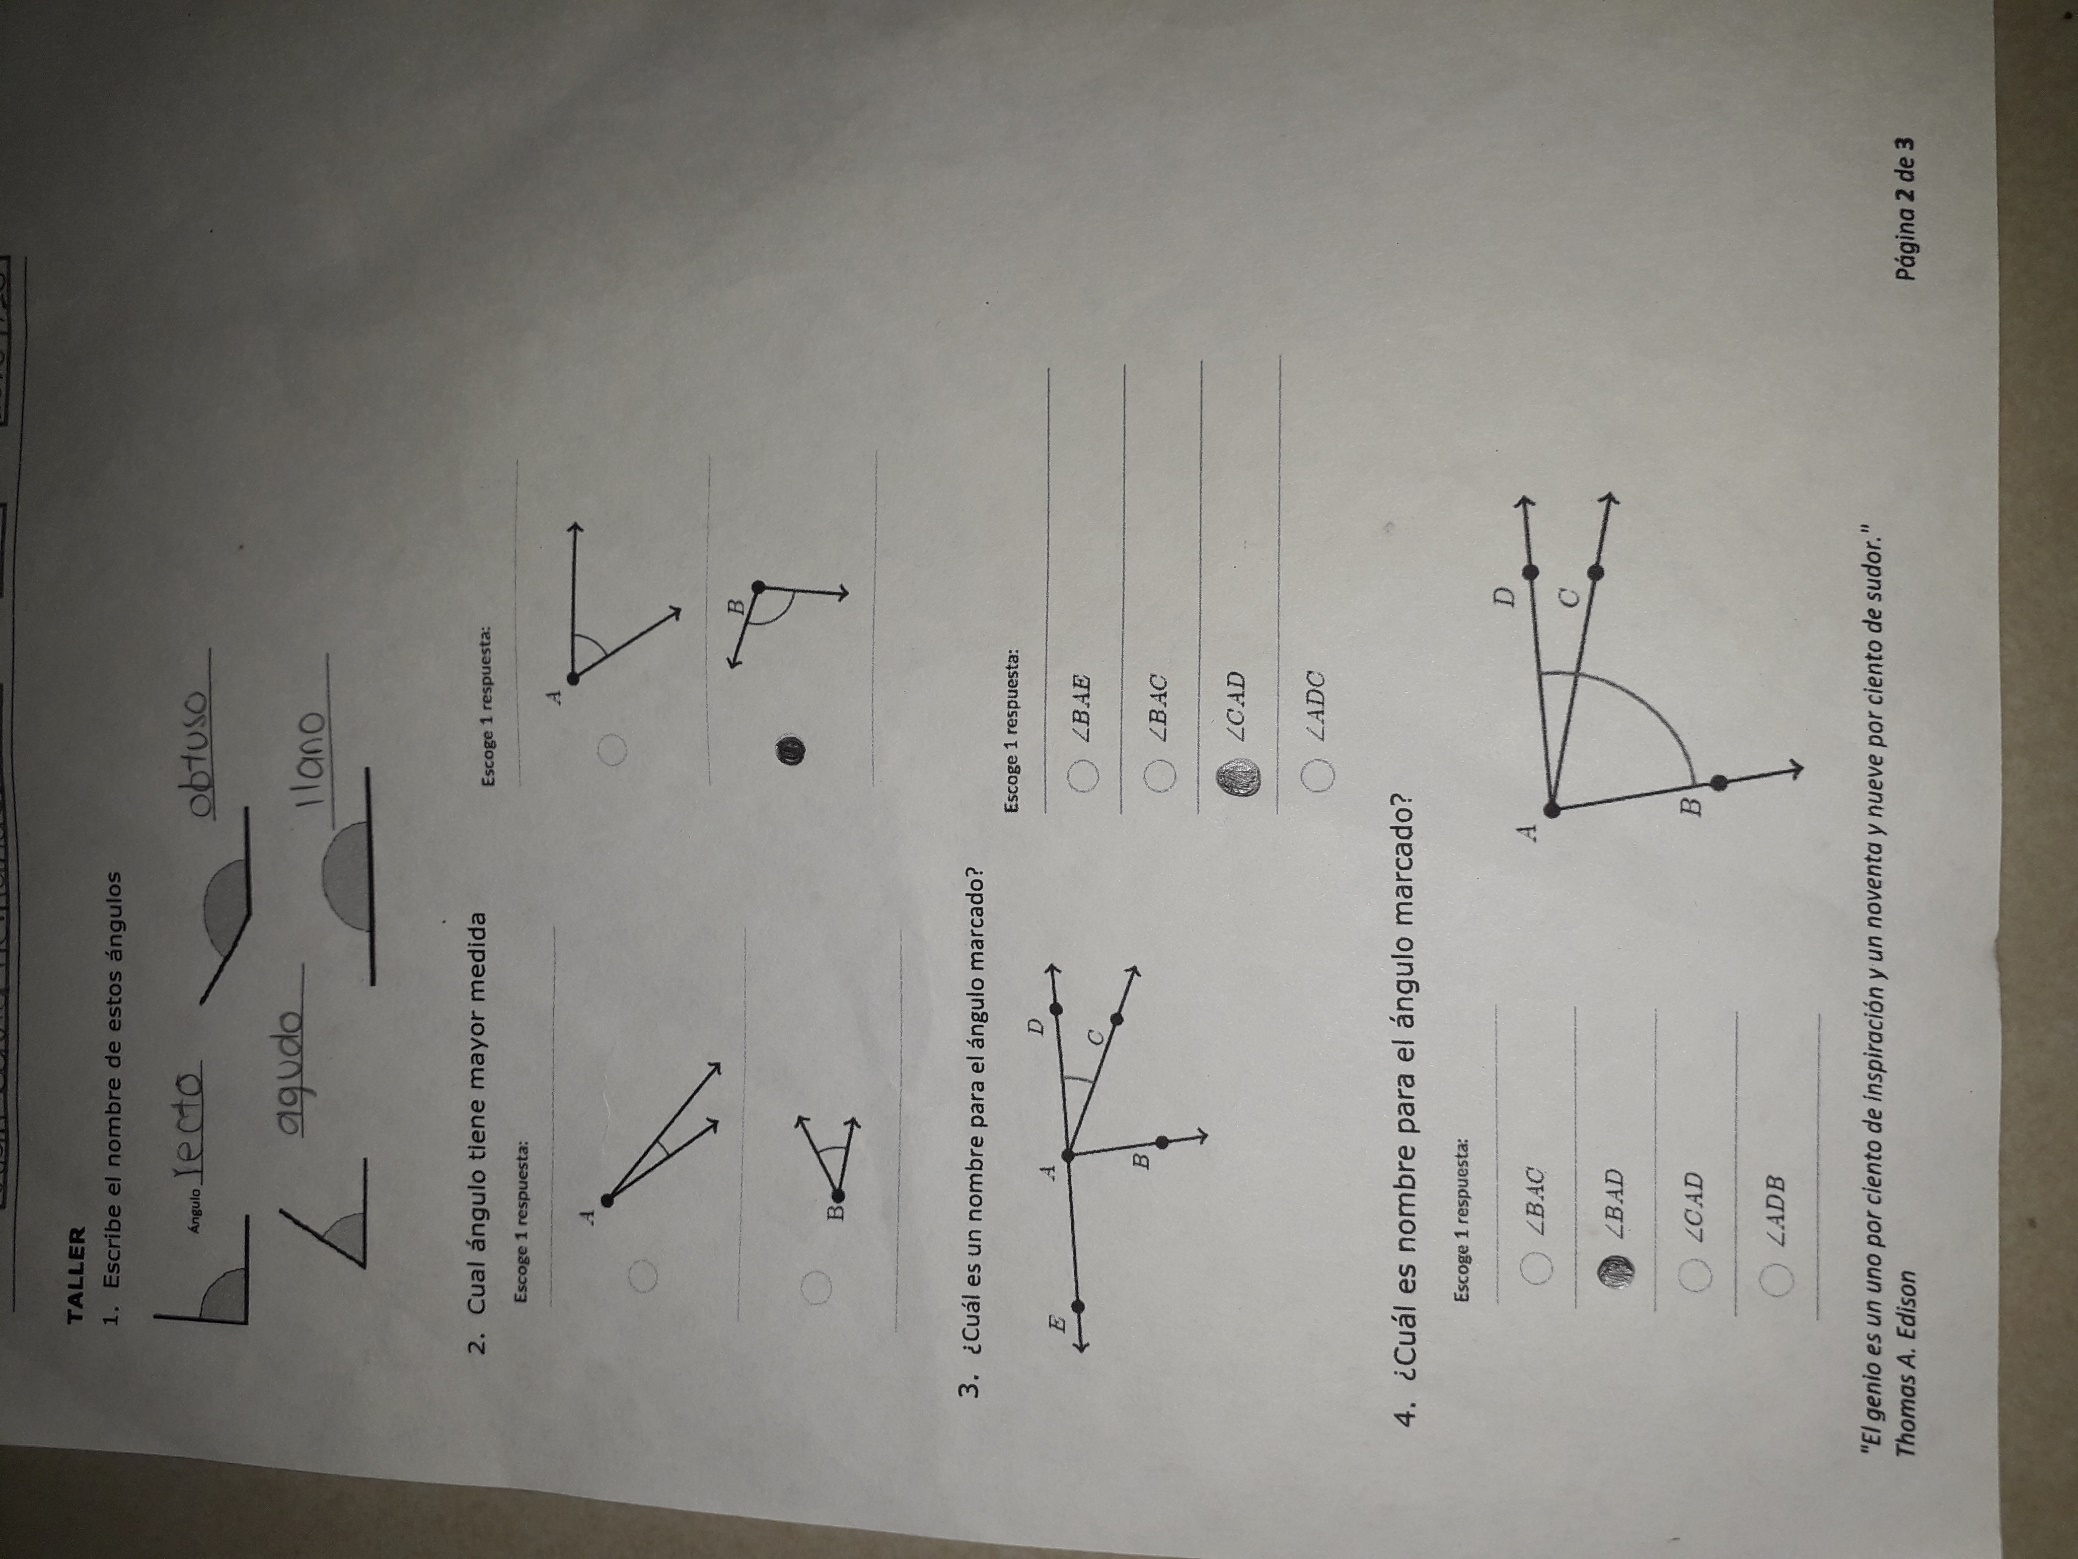 TALLER
1. Escribe el nombre de estos ángulos
Ángulo recto
obtuso
agudo
llano
2. Cual ángulo tiene mayor medida
Escoge 1 respuesta:
A
B
Escoge 1 respuesta:
A
B
3. ¿Cuál es un nombre para el ángulo marcado?
E
A
D
C
B
Escoge 1 respuesta:
∠BAE
∠BAC
∠CAD
∠ADC
4. ¿Cuál es nombre para el ángulo marcado?
Escoge 1 respuesta:
∠BAC
∠BAD
∠CAD
∠ADB
A
D
C
B
"El genio es un uno por ciento de inspiración y un noventa y nueve por ciento de sudor."
Thomas A. Edison
Página 2 de 3